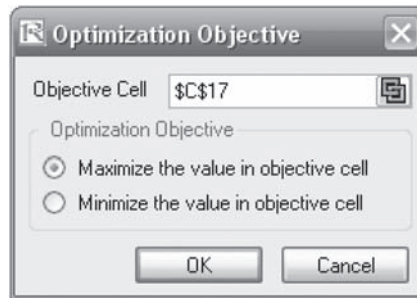 Optimization Objective
Objective Cell $C$17
Optimization Objective
Maximize the value in objective cell
Minimize the value in objective cell
OK Cancel